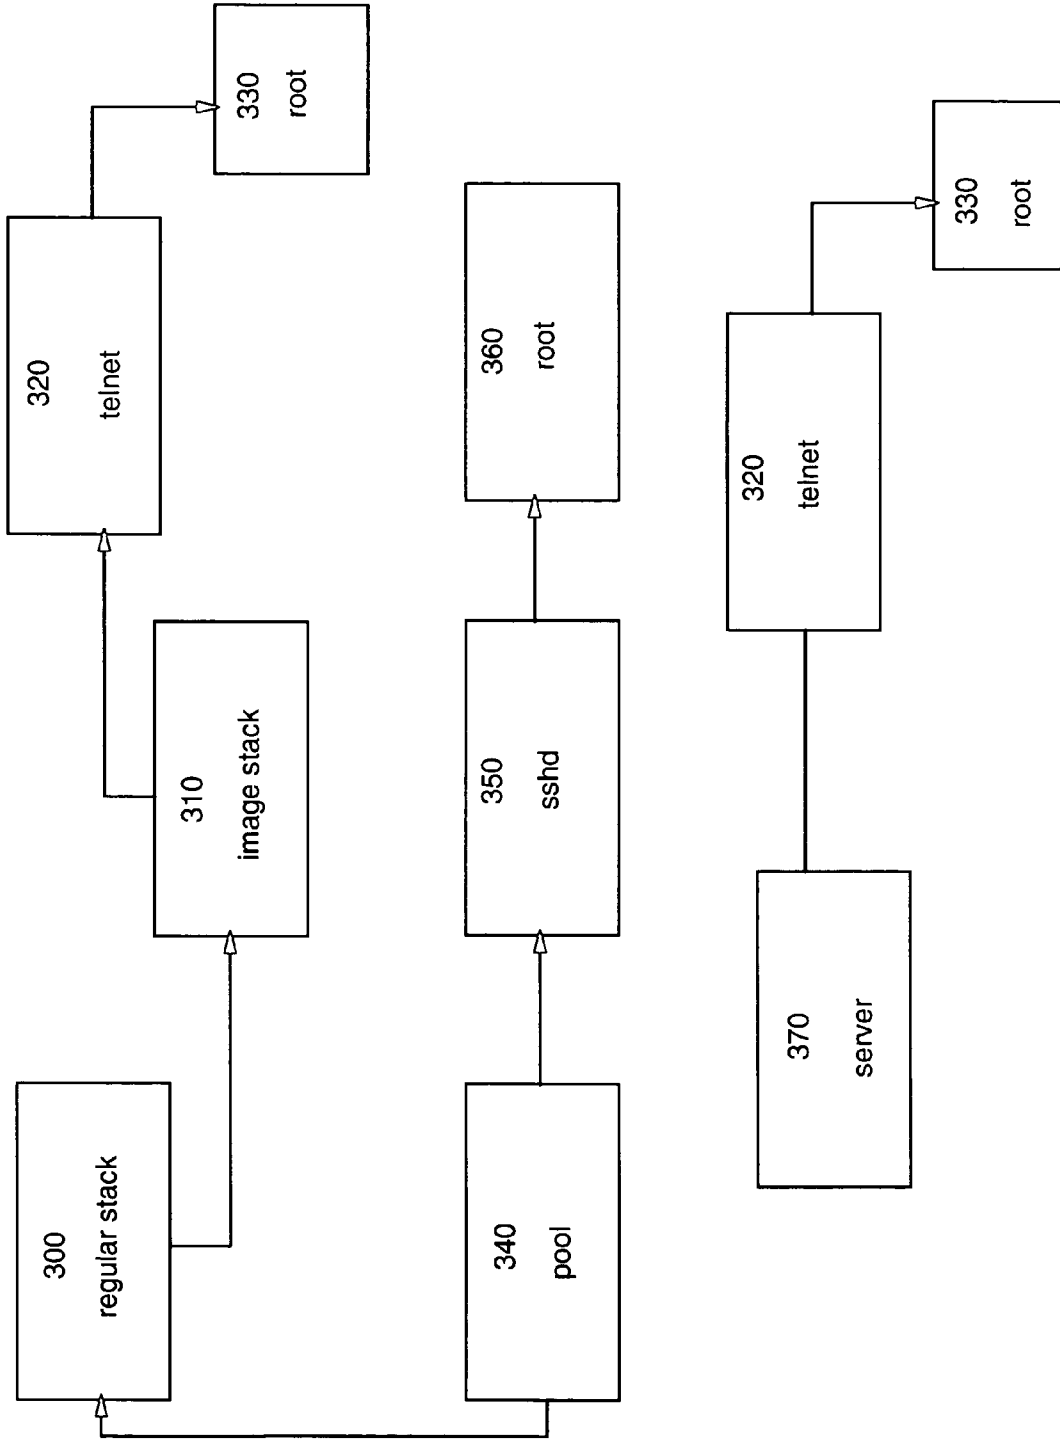 300
regular stack
310
image stack
320
telnet
330
root
340
pool
350
sshd
360
root
370
server
320
telnet
330
root